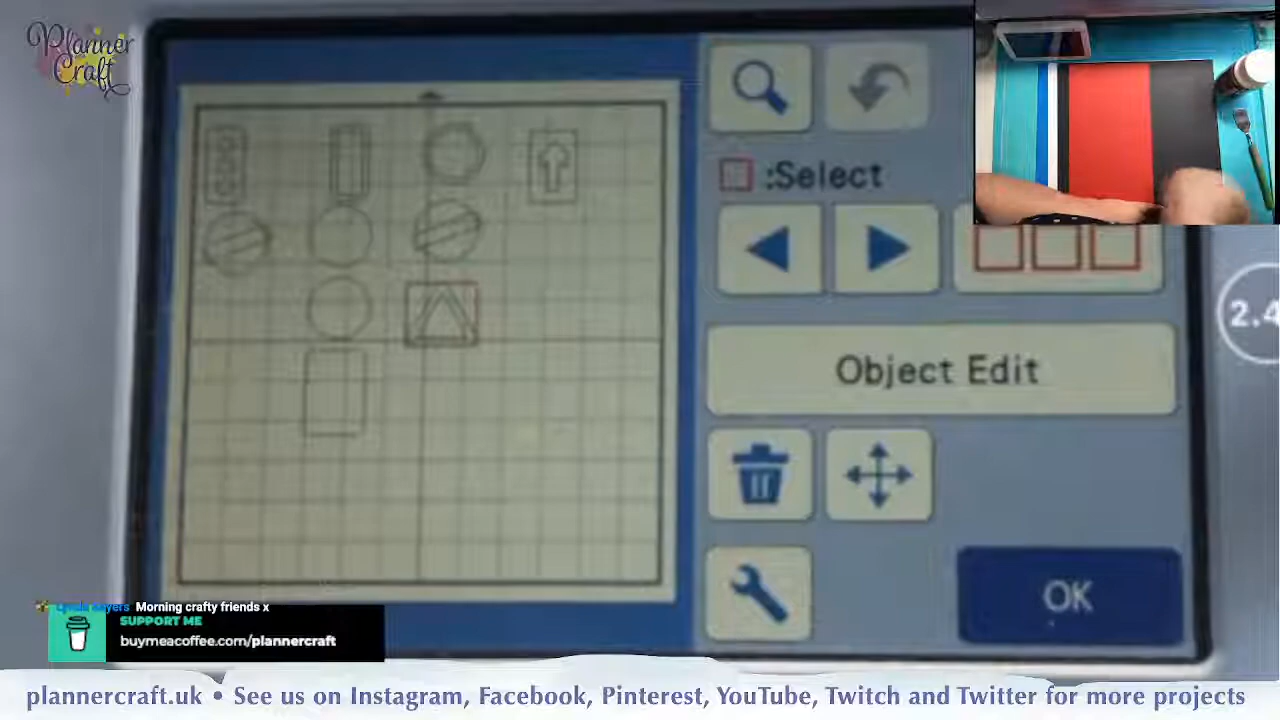 Planner
Craft
:Select
Object Edit
2.4
OK
Morning crafty friends x
SUPPORT ME
buymeacoffee.com/plannercraft
plannercraft.uk • See us on Instagram, Facebook, Pinterest, YouTube, Twitch and Twitter for more projects